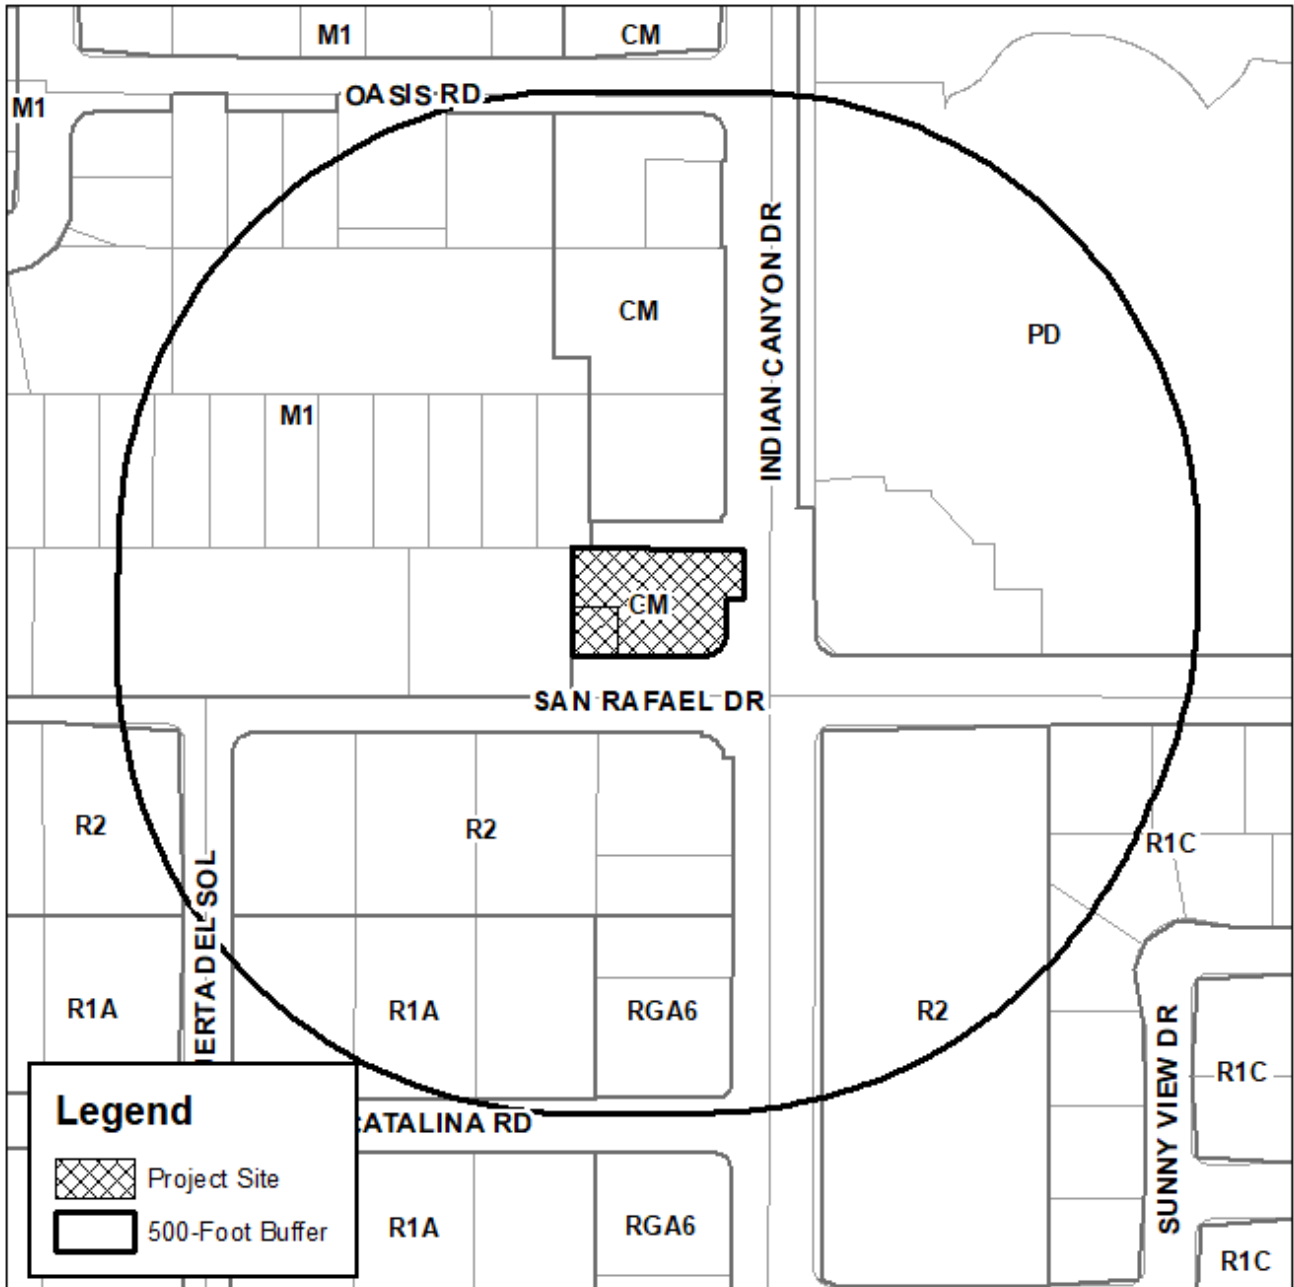 M1
CM
M1
OASIS RD
INDIAN CANYON DR
CM
PD
M1
CM
SAN RAFAEL DR
R2
R2
R1C
ERTA DEL SOL
R1A
R1A
RGA6
R2
SUNNY VIEW DR
R1C
Legend
Project Site
500-Foot Buffer
CATALINA RD
R1A
RGA6
R1C